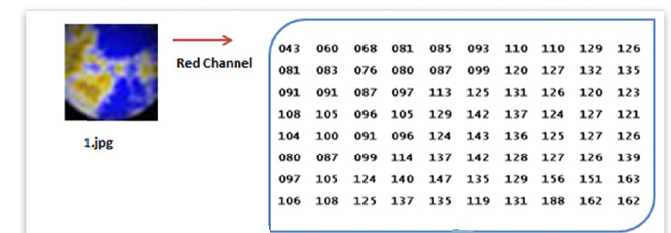 Red Channel
1.jpg
043 060 068 081 085 093 110 110 129 126
081 083 076 080 087 099 120 127 132 135
091 091 087 097 113 125 131 126 120 123
108 105 096 105 129 142 137 124 127 121
104 100 091 096 124 143 136 125 127 126
080 087 099 114 137 142 128 127 126 139
097 105 124 140 147 135 129 156 151 163
106 108 125 137 135 119 131 188 162 162